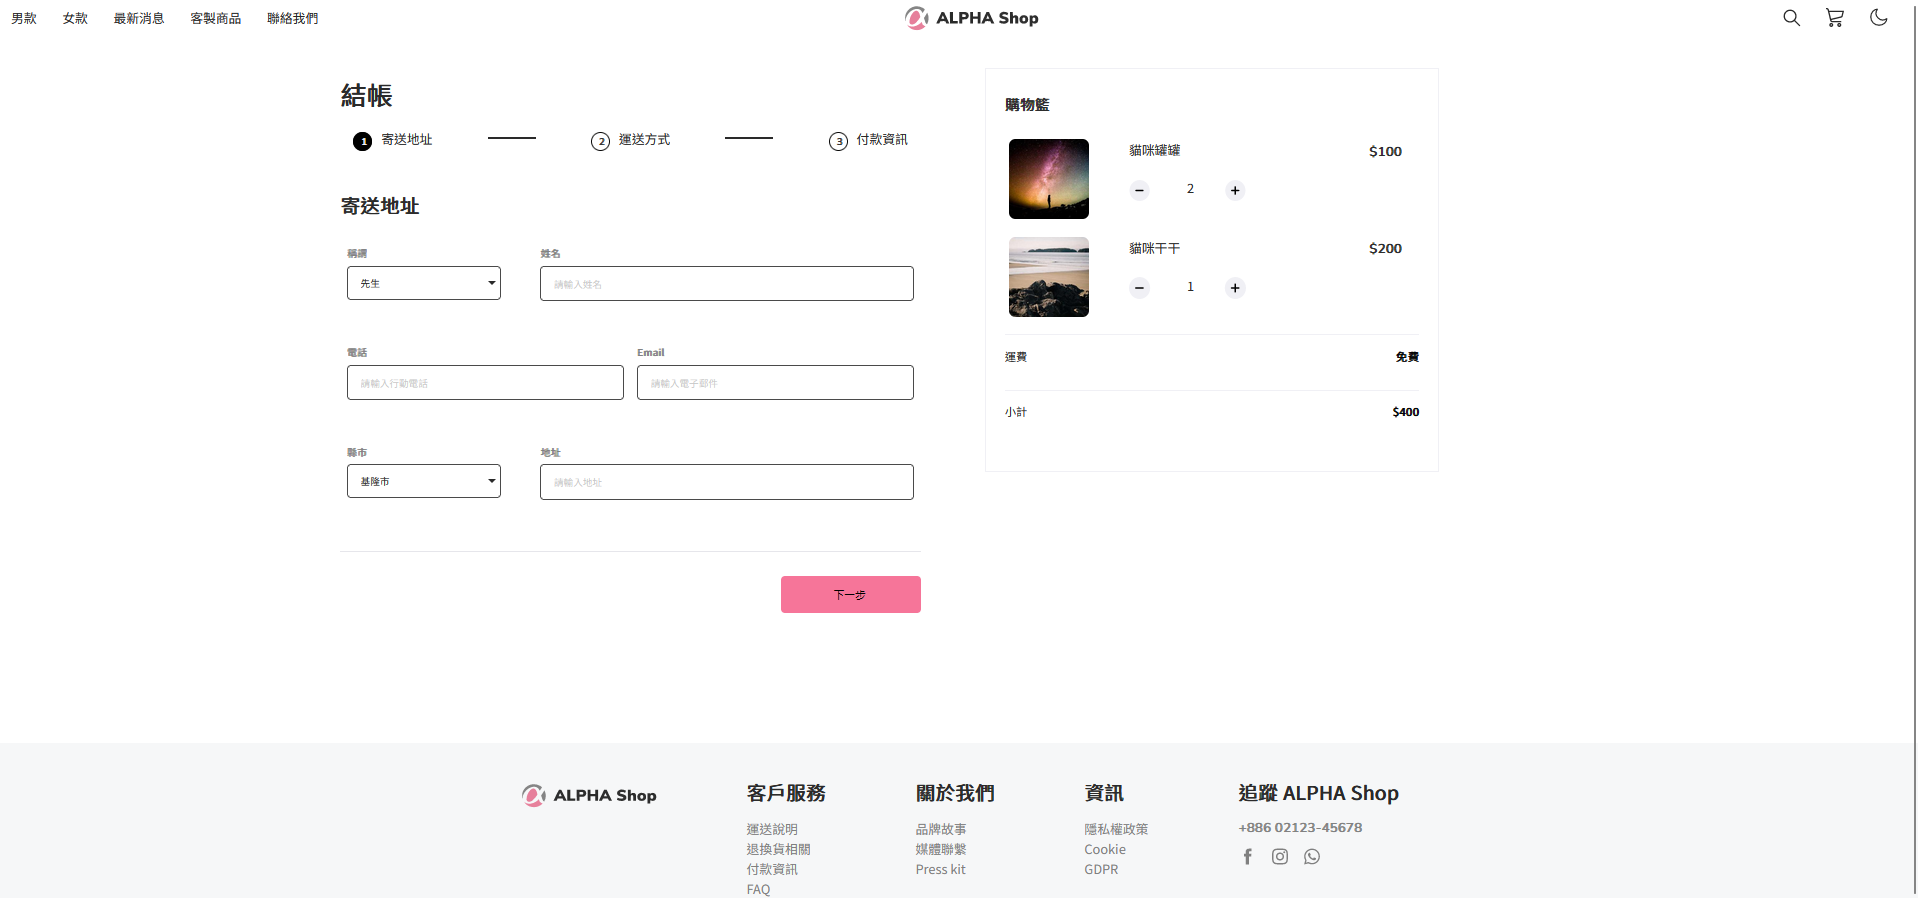 男款 女款 最新消息 客製商品 聯絡我們
ALPHA Shop
結帳
1 寄送地址
2 運送方式
3 付款資訊
寄送地址
稱謂
先生
姓名
請輸入姓名
電話
請輸入行動電話
Email
請輸入電子郵件
縣市
基隆市
地址
請輸入地址
下一步
購物籃
貓咪罐罐 $100
2
貓咪干干 $200
1
運費 免費
小計 $400
ALPHA Shop
客戶服務
運送說明
退換貨相關
付款資訊
FAQ
關於我們
品牌故事
媒體聯繫
Press kit
資訊
隱私權政策
Cookie
GDPR
追蹤 ALPHA Shop
+886 02123-45678